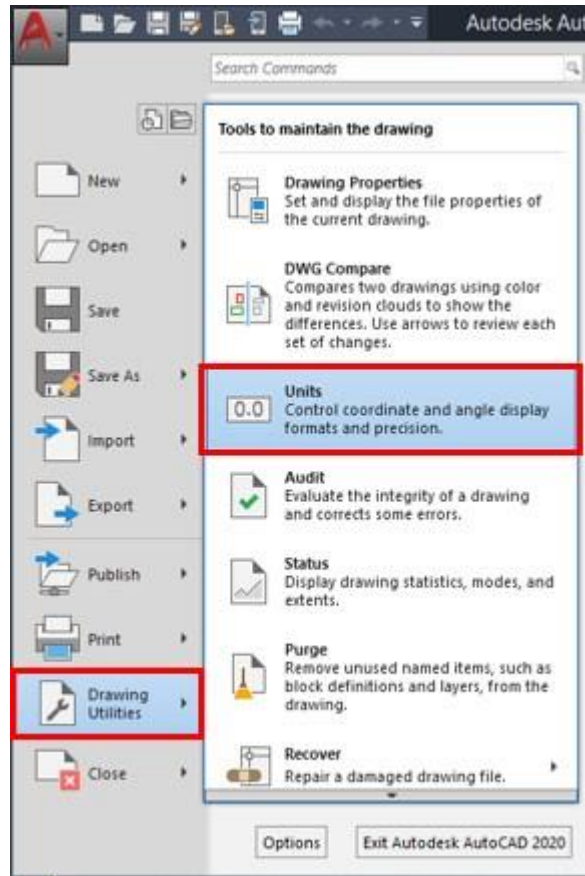 Autodesk Aut
Search Commands
Tools to maintain the drawing
New
Open
Save
Save As
Import
Export
Publish
Print
Drawing
Utilities
Close
Drawing Properties
Set and display the file properties of
the current drawing.
DWG Compare
Compares two drawings using color
and revision clouds to show the
differences. Use arrows to review each
set of changes.
0.0
Units
Control coordinate and angle display
formats and precision.
Audit
Evaluate the integrity of a drawing
and corrects some errors.
Status
Display drawing statistics, modes, and
extents.
Purge
Remove unused named items, such as
block definitions and layers, from the
drawing.
Recover
Repair a damaged drawing file.
Options
Exit Autodesk AutoCAD 2020